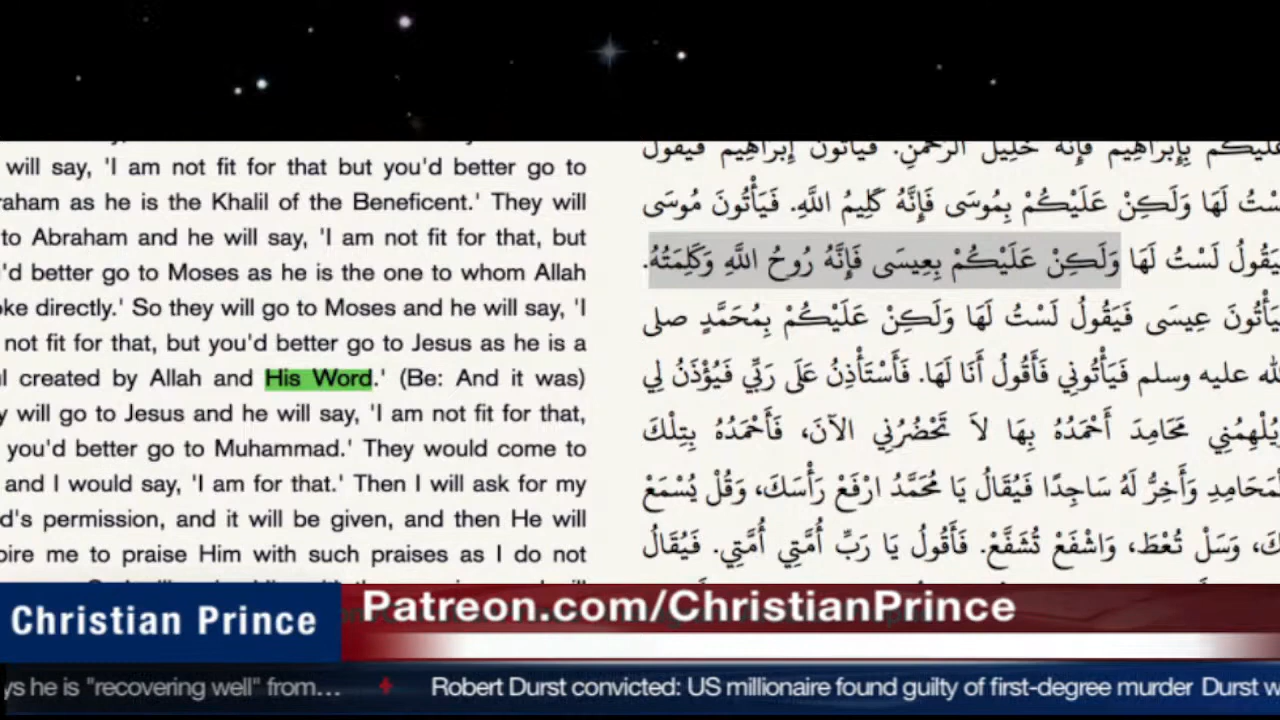 will say, 'I am not fit for that but you'd better go to
raham as he is the Khalil of the Beneficent.' They will
to Abraham and he will say, 'I am not fit for that, but
'd better go to Moses as he is the one to whom Allah
oke directly.' So they will go to Moses and he will say, 'I
not fit for that, but you'd better go to Jesus as he is a
l created by Allah and His Word.' (Be: And it was)
y will go to Jesus and he will say, 'I am not fit for that,
you'd better go to Muhammad.' They would come to
and I would say, 'I am for that.' Then I will ask for my
d's permission, and it will be given, and then He will
pire me to praise Him with such praises as I do not
عَلَيْكُمْ بِإِبْرَاهِيمَ فَإِنَّهُ خَلِيلُ الرَّحْمَنِ. فَيَأْتُونَ إِبْرَاهِيمَ فَيَقُولُ
سْتُ لَهَا وَلَكِنْ عَلَيْكُمْ بِمُوسَى فَإِنَّهُ كَلِيمُ اللَّهِ. فَيَأْتُونَ مُوسَى
يَقُولُ لَسْتُ لَهَا وَلَكِنْ عَلَيْكُمْ بِعِيسَى فَإِنَّهُ رُوحُ اللَّهِ وَكَلِمَتُهُ.
يَأْتُونَ عِيسَى فَيَقُولُ لَسْتُ لَهَا وَلَكِنْ عَلَيْكُمْ بِمُحَمَّدٍ صلى
لله عليه وسلم فَيَأْتُونِي فَأَقُولُ أَنَا لَهَا. فَأَسْتَأْذِنُ عَلَى رَبِّي فَيُؤْذَنُ لِي
يُلْهِمُنِي مَحَامِدَ أَحْمَدُهُ بِهَا لاَ تَحْضُرُنِي الآنَ، فَأَحْمَدُهُ بِتِلْكَ
لْمَحَامِدِ وَأَخِرُّ لَهُ سَاجِدًا فَيُقَالُ يَا مُحَمَّدُ ارْفَعْ رَأْسَكَ، وَقُلْ يُسْمَعْ
كَ، وَسَلْ تُعْطَ، وَاشْفَعْ تُشَفَّعْ. فَأَقُولُ يَا رَبِّ أُمَّتِي أُمَّتِي. فَيُقَالُ
Christian Prince
Patreon.com/ChristianPrince
ys he is "recovering well" from... Robert Durst convicted: US millionaire found guilty of first-degree murder Durst w